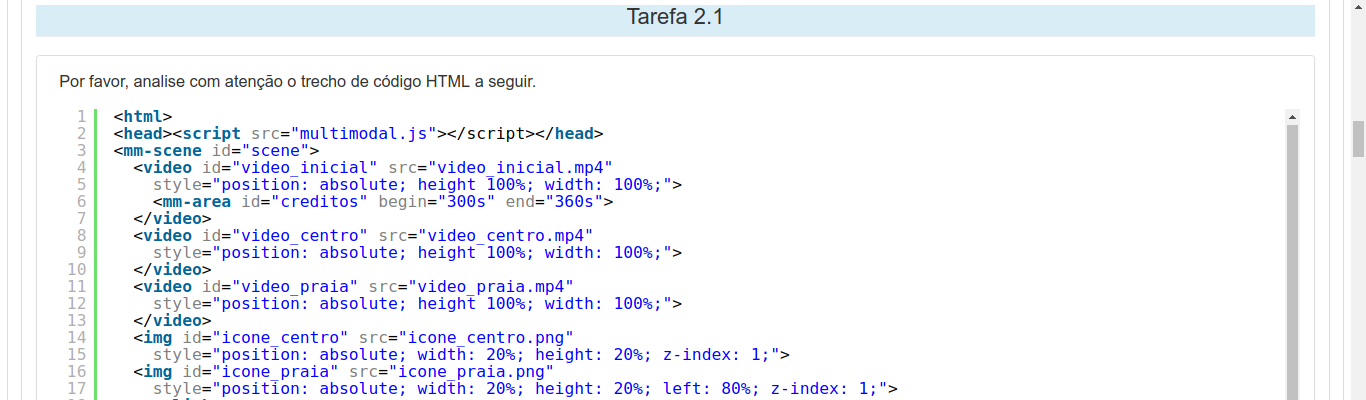 Tarefa 2.1
Por favor, analise com atenção o trecho de código HTML a seguir.
1 <html>
2 <head><script src="multimodal.js"></script></head>
3 <mm-scene id="scene">
4 <video id="video_inicial" src="video_inicial.mp4"
5 style="position: absolute; height 100%; width: 100%;">
6 <mm-area id="creditos" begin="300s" end="360s">
7 </video>
8 <video id="video_centro" src="video_centro.mp4"
9 style="position: absolute; height 100%; width: 100%;">
10 </video>
11 <video id="video_praia" src="video_praia.mp4"
12 style="position: absolute; height 100%; width: 100%;">
13 </video>
14 <img id="icone_centro" src="icone_centro.png"
15 style="position: absolute; width: 20%; height: 20%; z-index: 1;">
16 <img id="icone_praia" src="icone_praia.png"
17 style="position: absolute; width: 20%; height: 20%; left: 80%; z-index: 1;">